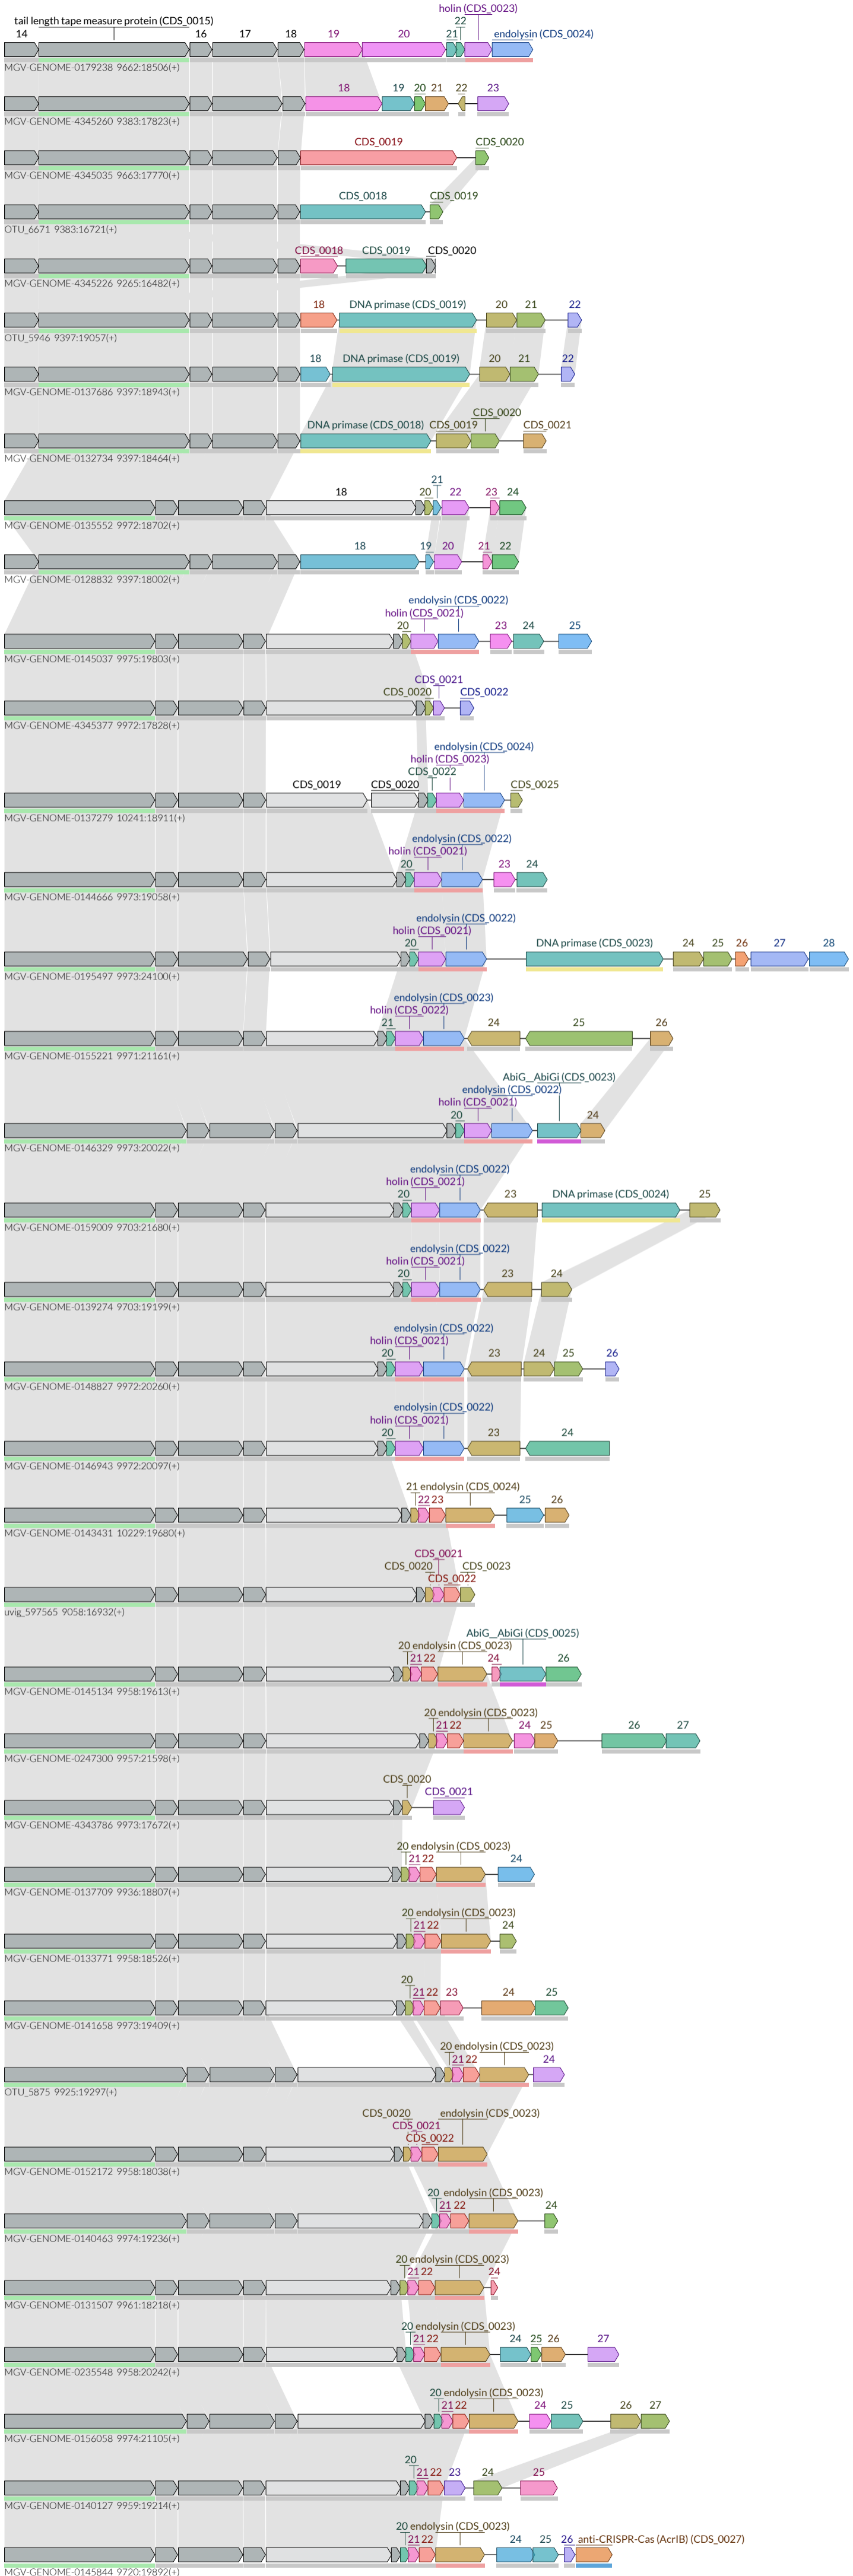 holin (CDS_0023)
tail length tape measure protein (CDS_0015) 22
14 16 17 18 19 20 21 endolysin (CDS_0024)
MGV-GENOME-0179238 9662:18506(+)
18 19 20 21 22 23
MGV-GENOME-4345260 9383:17823(+)
CDS_0019 CDS_0020
MGV-GENOME-4345035 9663:17770(+)
CDS_0018 CDS_0019
OTU_6671 9383:16721(+)
CDS_0018 CDS_0019 CDS_0020
MGV-GENOME-4345226 9265:16482(+)
18 DNA primase (CDS_0019) 20 21 22
OTU_5946 9397:19057(+)
18 DNA primase (CDS_0019) 20 21 22
MGV-GENOME-0137686 9397:18943(+)
CDS_0020
DNA primase (CDS_0018) CDS_0019 CDS_0021
MGV-GENOME-0132734 9397:18464(+)
21
18 20 22 23 24
MGV-GENOME-0135552 9972:18702(+)
18 19 20 21 22
MGV-GENOME-0128832 9397:18002(+)
endolysin (CDS_0022)
holin (CDS_0021)
20 23 24 25
MGV-GENOME-0145037 9975:19803(+)
CDS_0021
CDS_0020 CDS_0022
MGV-GENOME-4345377 9972:17828(+)
endolysin (CDS_0024)
holin (CDS_0023)
CDS_0022
CDS_0019 CDS_0020 CDS_0025
MGV-GENOME-0137279 10241:18911(+)
endolysin (CDS_0022)
holin (CDS_0021)
20 23 24
MGV-GENOME-0144666 9973:19058(+)
endolysin (CDS_0022)
holin (CDS_0021)
20 DNA primase (CDS_0023) 24 25 26 27 28
MGV-GENOME-0195497 9973:24100(+)
endolysin (CDS_0023)
holin (CDS_0022)
21 24 25 26
MGV-GENOME-0155221 9971:21161(+)
AbiG__AbiGi (CDS_0023)
endolysin (CDS_0022)
holin (CDS_0021)
20 24
MGV-GENOME-0146329 9973:20022(+)
endolysin (CDS_0022)
holin (CDS_0021)
20 23 DNA primase (CDS_0024) 25
MGV-GENOME-0159009 9703:21680(+)
endolysin (CDS_0022)
holin (CDS_0021)
20 23 24
MGV-GENOME-0139274 9703:19199(+)
endolysin (CDS_0022)
holin (CDS_0021)
20 23 24 25 26
MGV-GENOME-0148827 9972:20260(+)
endolysin (CDS_0022)
holin (CDS_0021)
20 23 24
MGV-GENOME-0146943 9972:20097(+)
21 endolysin (CDS_0024)
22 23 25 26
MGV-GENOME-0143431 10229:19680(+)
CDS_0021
CDS_0020 CDS_0023
CDS_0022
uvig_597565 9058:16932(+)
AbiG__AbiGi (CDS_0025)
20 endolysin (CDS_0023)
21 22 24 26
MGV-GENOME-0145134 9958:19613(+)
20 endolysin (CDS_0023)
21 22 24 25 26 27
MGV-GENOME-0247300 9957:21598(+)
CDS_0020
CDS_0021
MGV-GENOME-4343786 9973:17672(+)
20 endolysin (CDS_0023)
21 22 24
MGV-GENOME-0137709 9936:18807(+)
20 endolysin (CDS_0023)
21 22 24
MGV-GENOME-0133771 9958:18526(+)
20
21 22 23 24 25
MGV-GENOME-0141658 9973:19409(+)
20 endolysin (CDS_0023)
21 22 24
OTU_5875 9925:19297(+)
CDS_0020 endolysin (CDS_0023)
CDS_0021
CDS_0022
MGV-GENOME-0152172 9958:18038(+)
20 endolysin (CDS_0023)
21 22 24
MGV-GENOME-0140463 9974:19236(+)
20 endolysin (CDS_0023)
21 22 24
MGV-GENOME-0131507 9961:18218(+)
20 endolysin (CDS_0023)
21 22 24 25 26 27
MGV-GENOME-0235548 9958:20242(+)
20 endolysin (CDS_0023)
21 22 24 25 26 27
MGV-GENOME-0156058 9974:21105(+)
20
21 22 23 24 25
MGV-GENOME-0140127 9959:19214(+)
20 endolysin (CDS_0023)
21 22 24 25 26 anti-CRISPR-Cas (AcrIB) (CDS_0027)
MGV-GENOME-0145844 9720:19892(+)